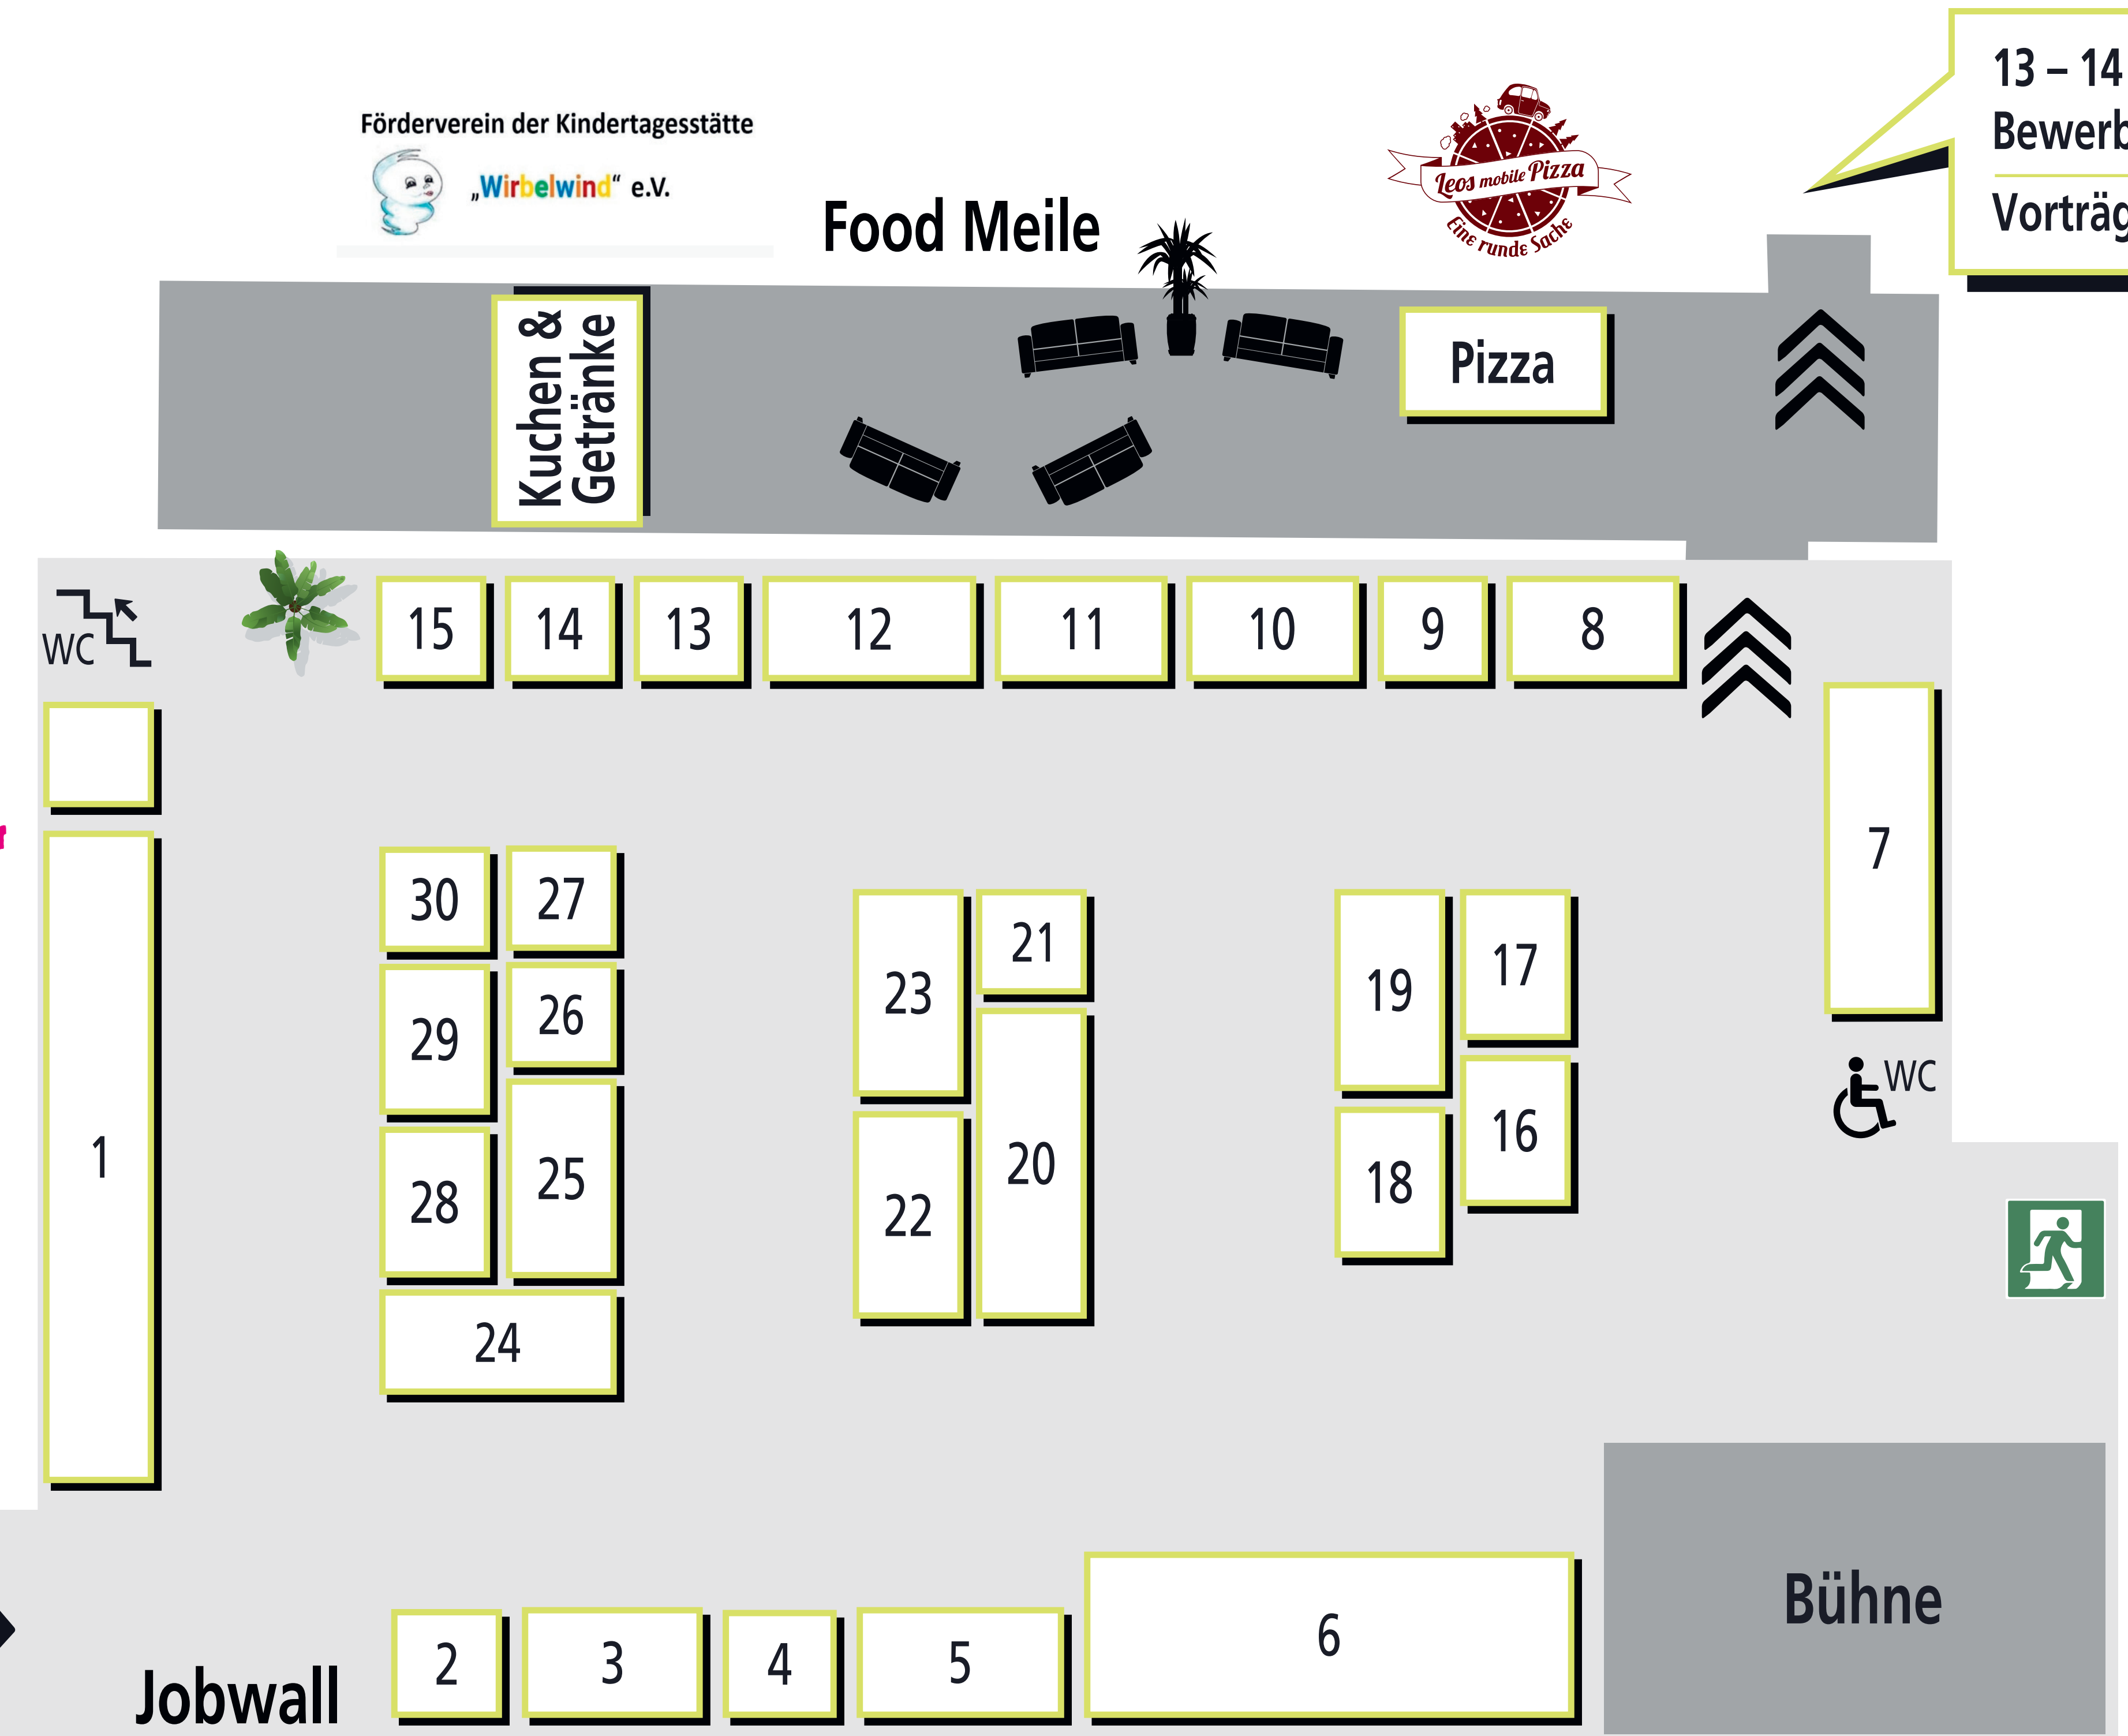 13 – 14
Förderverein der Kindertagesstätte
„Wirbelwind“ e.V.
Food Meile
Leos mobile Pizza
Eine runde Sache
Kuchen &
Getränke
Pizza
WC
15 14 13 12 11 10 9 8
7
30 27
29 26
28 25
24
23 21
22 20
19 17
18 16
1
WC
Bühne
Jobwall
2 3 4 5 6